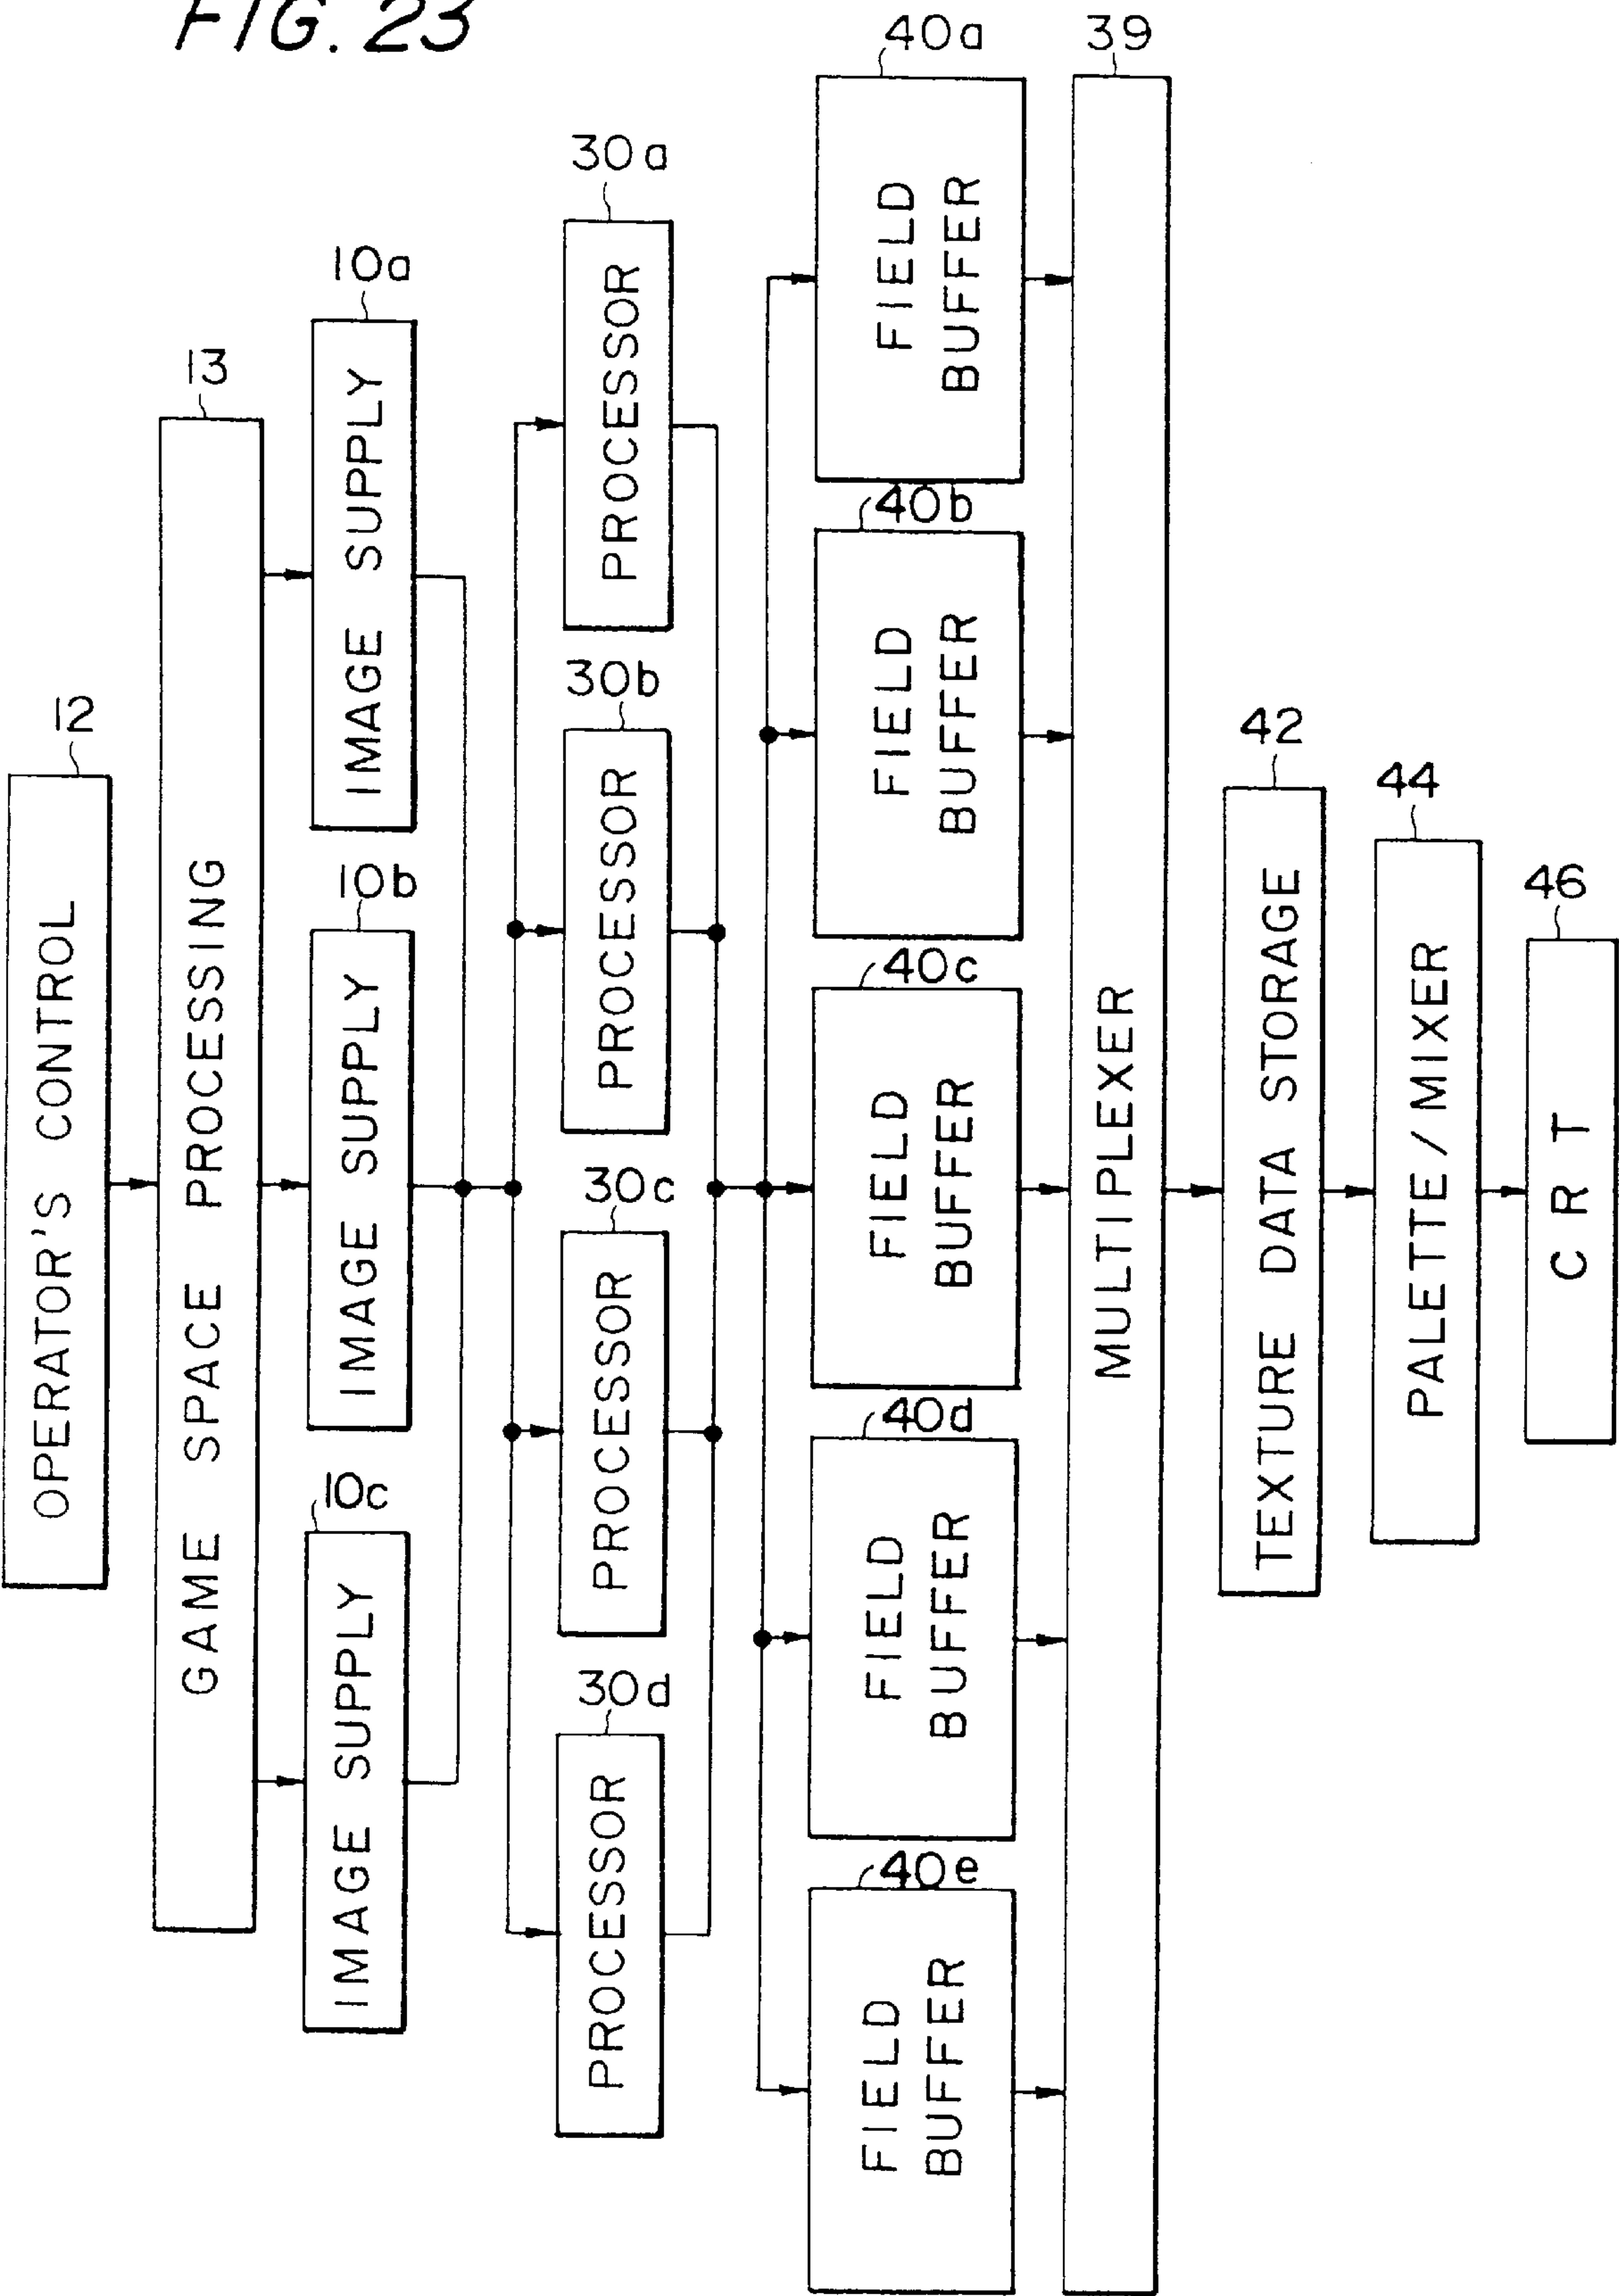 FIG. 23
12
OPERATOR'S CONTROL
13
GAME SPACE PROCESSING
10a
IMAGE SUPPLY
10b
IMAGE SUPPLY
10c
IMAGE SUPPLY
30a
PROCESSOR
30b
PROCESSOR
30c
PROCESSOR
30d
PROCESSOR
40a
FIELD
BUFFER
40b
FIELD
BUFFER
40c
FIELD
BUFFER
40d
FIELD
BUFFER
40e
FIELD
BUFFER
39
MULTIPLEXER
42
TEXTURE DATA STORAGE
44
PALETTE/MIXER
46
CRT